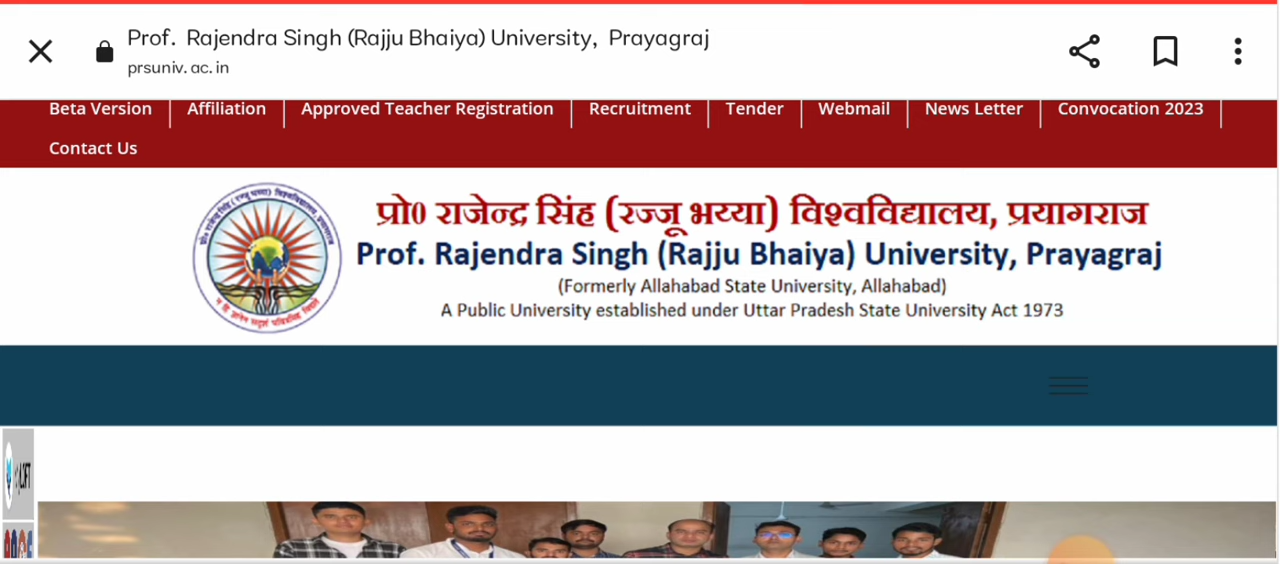 Prof. Rajendra Singh (Rajju Bhaiya) University, Prayagraj
prsuniv. ac. in
Beta Version Affiliation Approved Teacher Registration Recruitment Tender Webmail News Letter Convocation 2023
Contact Us
प्रो0 राजेन्द्र सिंह (रज्जू भय्या) विश्वविद्यालय, प्रयागराज
Prof. Rajendra Singh (Rajju Bhaiya) University, Prayagraj
(Formerly Allahabad State University, Allahabad)
A Public University established under Uttar Pradesh State University Act 1973